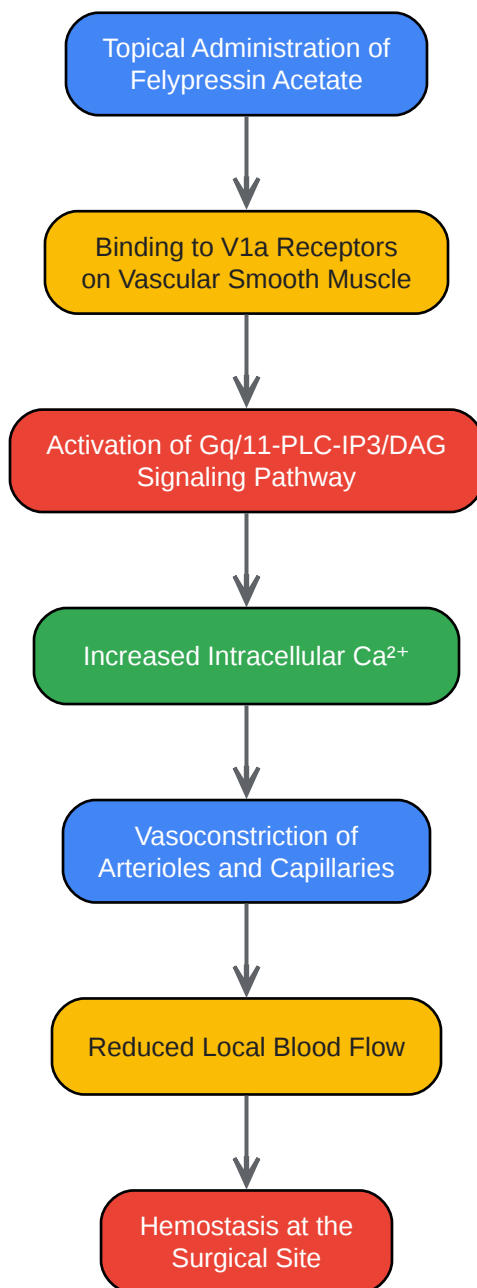 Topical Administration of
Felypressin Acetate
Binding to V1a Receptors
on Vascular Smooth Muscle
Activation of Gq/11-PLC-IP3/DAG
Signaling Pathway
Increased Intracellular Ca²⁺
Vasoconstriction of
Arterioles and Capillaries
Reduced Local Blood Flow
Hemostasis at the
Surgical Site